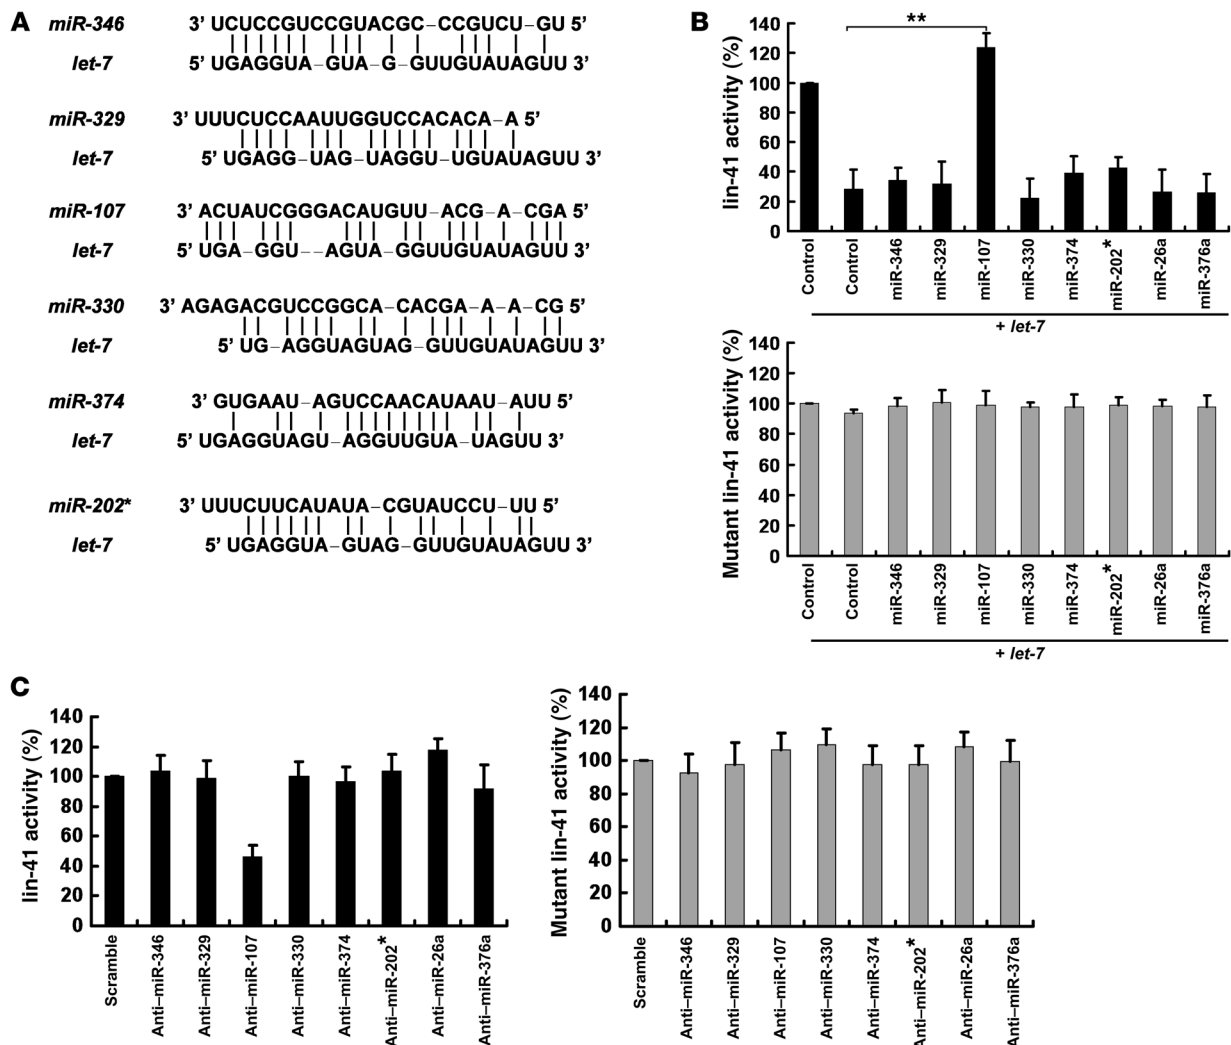 A
miR-346 3’ UCUCCGUCCGUACGC–CCGUCU–GU 5’
let-7 5’ UGAGGUA–GUA–G–GUUGUAUAGUU 3’
miR-329 3’ UUUCUCCAAUUGGUCCACACA–A 5’
let-7 5’ UGAGG–UAG–UAGGU–UGUAUAGUU 3’
miR-107 3’ ACUAUCGGGACAUGUU–ACG–A–CGA 5’
let-7 5’ UGA–GGU––AGUA–GGUUGUAUAGUU 3’
miR-330 3’ AGAGACGUCCGGCA–CACGA–A–A–CG 5’
let-7 5’ UG–AGGUAGUAG–GUUGUAUAGUU 3’
miR-374 3’ GUGAAU–AGUCCAACAUAAU–AUU 5’
let-7 5’ UGAGGUAGU–AGGUUGUA–UAGUU 3’
miR-202* 3’ UUUCUUCAUAUA–CGUAUCCU–UU 5’
let-7 5’ UGAGGUA–GUAG–GUUGUAUAGUU 3’
B
lin-41 activity (%)
140
120
100
80
60
40
20
0
**
Control
Control
miR-346
miR-329
miR-107
miR-330
miR-374
miR-202*
miR-26a
miR-376a
+ let-7
Mutant lin-41 activity (%)
140
120
100
80
60
40
20
0
Control
Control
miR-346
miR-329
miR-107
miR-330
miR-374
miR-202*
miR-26a
miR-376a
+ let-7
C
lin-41 activity (%)
140
120
100
80
60
40
20
0
Scramble
Anti–miR-346
Anti–miR-329
Anti–miR-107
Anti–miR-330
Anti–miR-374
Anti–miR-202*
Anti–miR-26a
Anti–miR-376a
Mutant lin-41 activity (%)
140
120
100
80
60
40
20
0
Scramble
Anti–miR-346
Anti–miR-329
Anti–miR-107
Anti–miR-330
Anti–miR-374
Anti–miR-202*
Anti–miR-26a
Anti–miR-376a